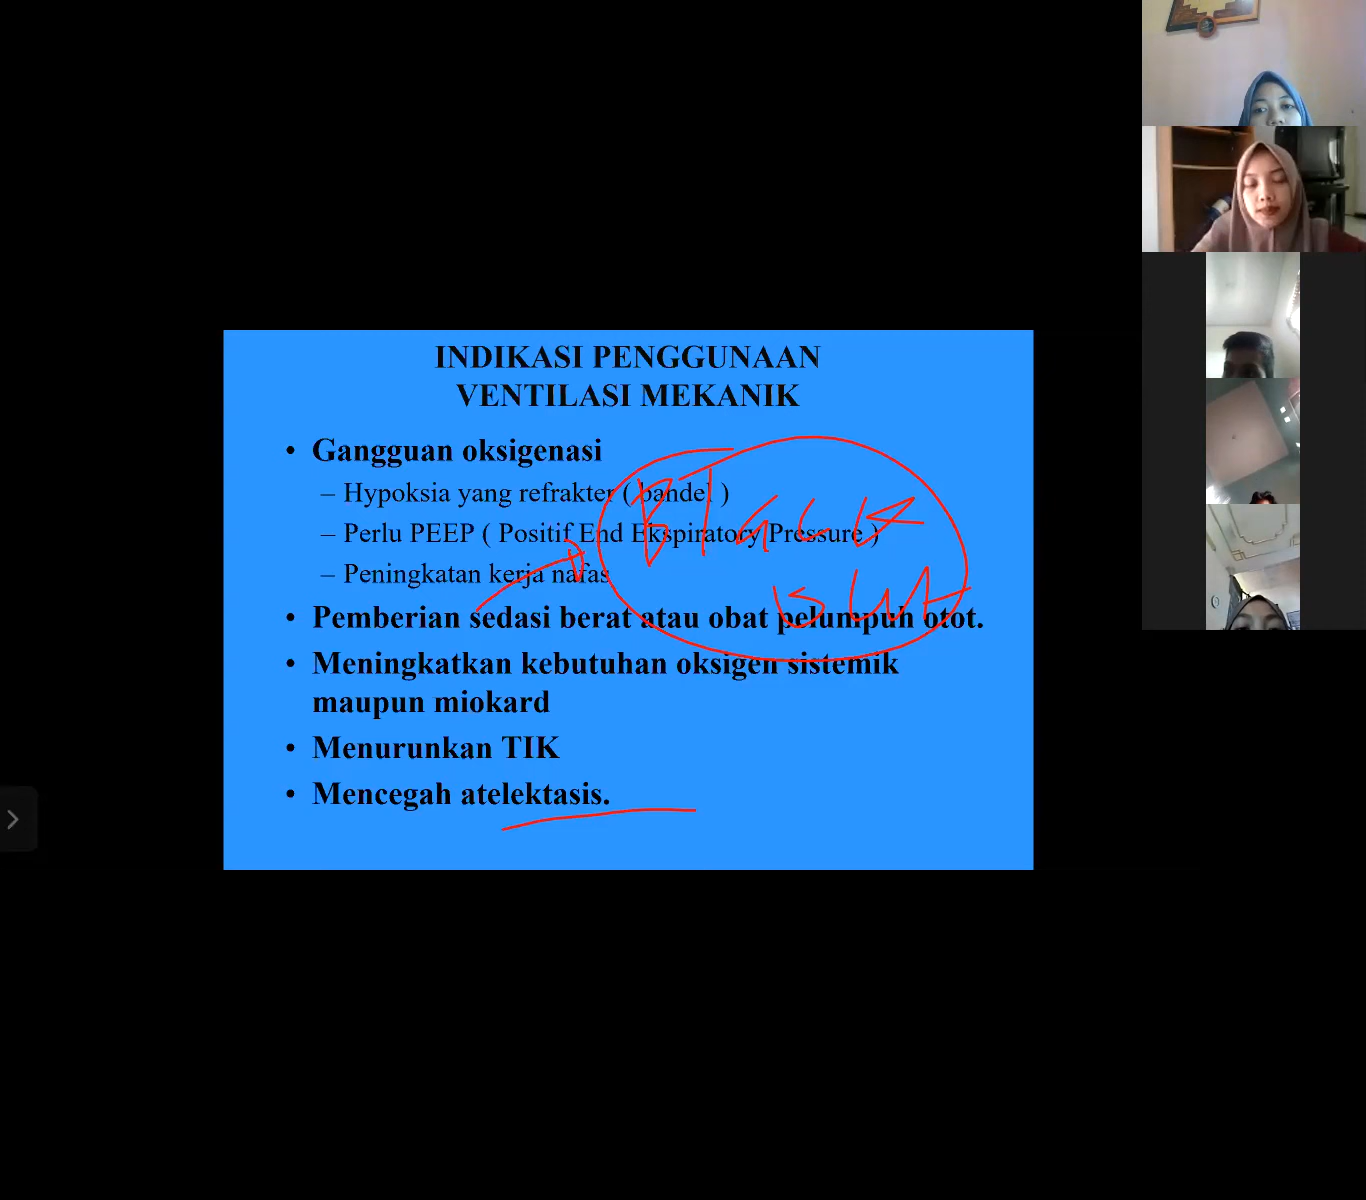 INDIKASI PENGGUNAAN
VENTILASI MEKANIK
• Gangguan oksigenasi
– Hypoksia yang refrakter ( bandel )
– Perlu PEEP ( Positif End Ekspiratory Pressure )
– Peningkatan kerja nafas
• Pemberian sedasi berat atau obat pelumpuh otot.
• Meningkatkan kebutuhan oksigen sistemik
maupun miokard
• Menurunkan TIK
• Mencegah atelektasis.
Black